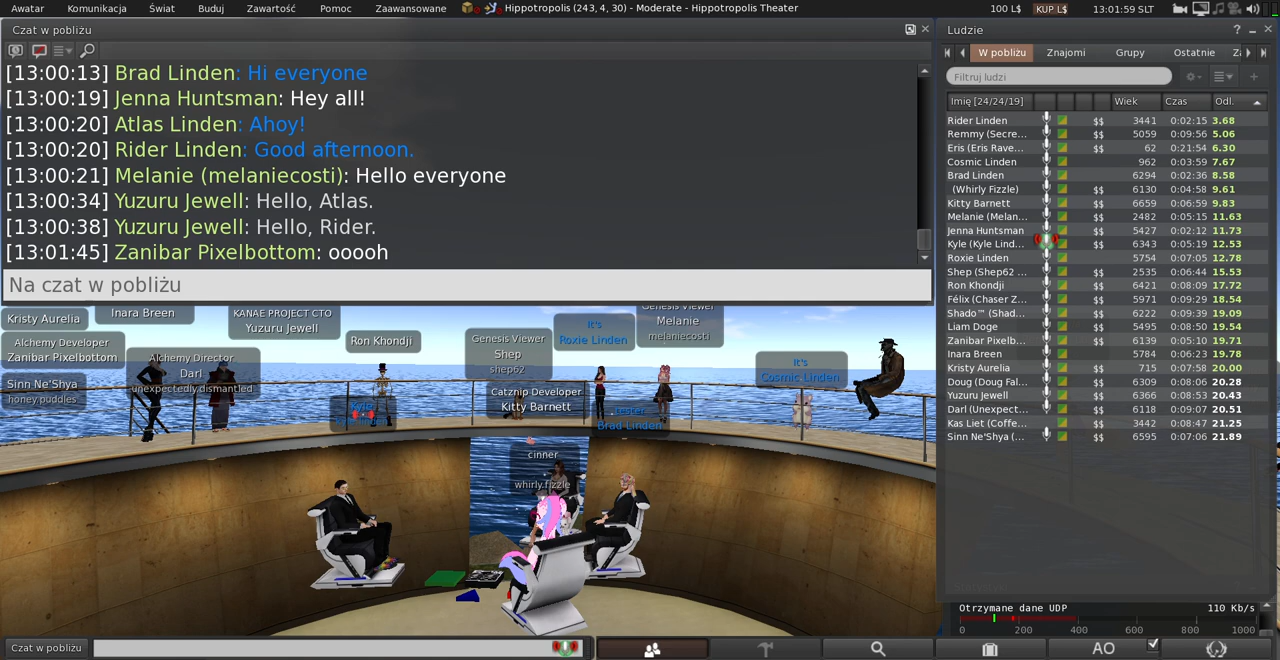 Awatar Komunikacja Świat Buduj Zawartość Pomoc Zaawansowane Hippotropolis (243, 4, 30) - Moderate - Hippotropolis Theater 100 L$ KUP L$ 13:01:59 SLT
Czat w pobliżu
[13:00:13] Brad Linden: Hi everyone
[13:00:19] Jenna Huntsman: Hey all!
[13:00:20] Atlas Linden: Ahoy!
[13:00:20] Rider Linden: Good afternoon.
[13:00:21] Melanie (melaniecosti): Hello everyone
[13:00:34] Yuzuru Jewell: Hello, Atlas.
[13:00:38] Yuzuru Jewell: Hello, Rider.
[13:01:45] Zanibar Pixelbottom: ooooh
Na czat w pobliżu
Kristy Aurelia
Inara Breen
KANAE PROJECT CTO
Yuzuru Jewell
Ron Khondji
Genesis Viewer
Shep
shep62
It's
Roxie Linden
Genesis Viewer
Melanie
melaniecosti
It's
Cosmic Linden
Alchemy Developer
Zanibar Pixelbottom
Alchemy Director
Darl
unexpectedly.dismantled
Sinn Ne'Shya
honey.puddles
Kyle
kyle.linden
Catznip Developer
Kitty Barnett
tester
Brad Linden
cinner
whirly.fizzle
Ludzie
W pobliżu Znajomi Grupy Ostatnie
Filtruj ludzi
Imię [24/24/19] Wiek Czas Odl.
Rider Linden $$ 3441 0:02:15 3.68
Remmy (Secre... $$ 5059 0:09:56 5.06
Eris (Eris Rave... $$ 62 0:21:54 6.30
Cosmic Linden 962 0:03:59 7.67
Brad Linden 6294 0:02:36 8.58
(Whirly Fizzle) $$ 6130 0:04:58 9.61
Kitty Barnett $$ 6659 0:06:59 9.83
Melanie (Melan... $$ 2482 0:05:15 11.63
Jenna Huntsman $$ 5427 0:02:12 11.73
Kyle (Kyle Lind... $$ 6343 0:05:19 12.53
Roxie Linden 5754 0:07:05 12.78
Shep (Shep62 ... $$ 2535 0:06:44 15.53
Ron Khondji $$ 6421 0:08:09 17.72
Félix (Chaser Z... $$ 5971 0:09:29 18.54
Shado™ (Shad... $$ 6222 0:09:39 19.09
Liam Doge $$ 5495 0:08:50 19.54
Zanibar Pixelb... $$ 6139 0:05:10 19.71
Inara Breen 5784 0:06:23 19.78
Kristy Aurelia $$ 715 0:07:58 20.00
Doug (Doug Fal... $$ 6309 0:08:06 20.28
Yuzuru Jewell $$ 6366 0:08:53 20.43
Darl (Unexpect... $$ 6118 0:09:07 20.51
Kas Liet (Coffe... $$ 3442 0:08:47 21.25
Sinn Ne'Shya (... $$ 6595 0:07:06 21.89
Otrzymane dane UDP 110 Kb/s
0 200 400 600 800 1000
Czat w pobliżu
AO